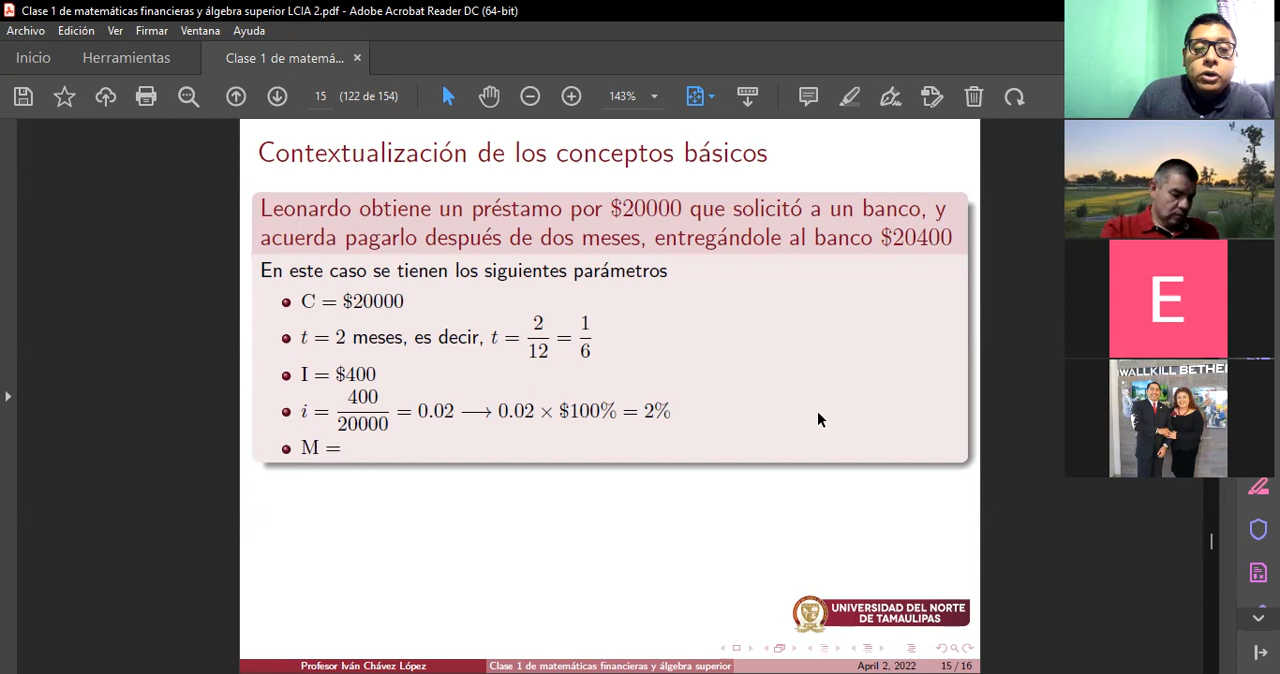 Clase 1 de matemáticas financieras y álgebra superior LCIA 2.pdf - Adobe Acrobat Reader DC (64-bit)
Archivo Edición Ver Firmar Ventana Ayuda
Inicio Herramientas Clase 1 de matemá... ×
15 (122 de 154) 143%
Contextualización de los conceptos básicos
Leonardo obtiene un préstamo por $20000 que solicitó a un banco, y
acuerda pagarlo después de dos meses, entregándole al banco $20400
En este caso se tienen los siguientes parámetros
C = $20000
t = 2 meses, es decir, t = 2/12 = 1/6
I = $400
i = 400/20000 = 0.02 ⟶ 0.02 × $100% = 2%
M =
UNIVERSIDAD DEL NORTE
DE TAMAULIPAS
Profesor Iván Chávez López Clase 1 de matemáticas financieras y álgebra superior April 2, 2022 15 / 16
E
WALLKILL BETHE